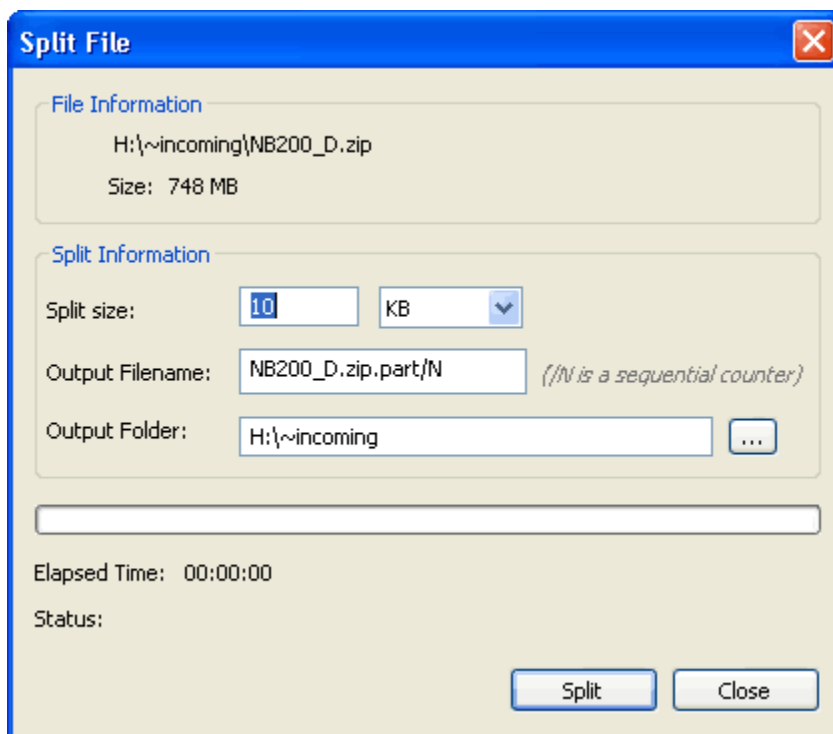 Split File
File Information
H:\~incoming\NB200_D.zip
Size: 748 MB
Split Information
Split size: 10 KB
Output Filename: NB200_D.zip.part/N (/N is a sequential counter)
Output Folder: H:\~incoming ...
Elapsed Time: 00:00:00
Status:
Split Close